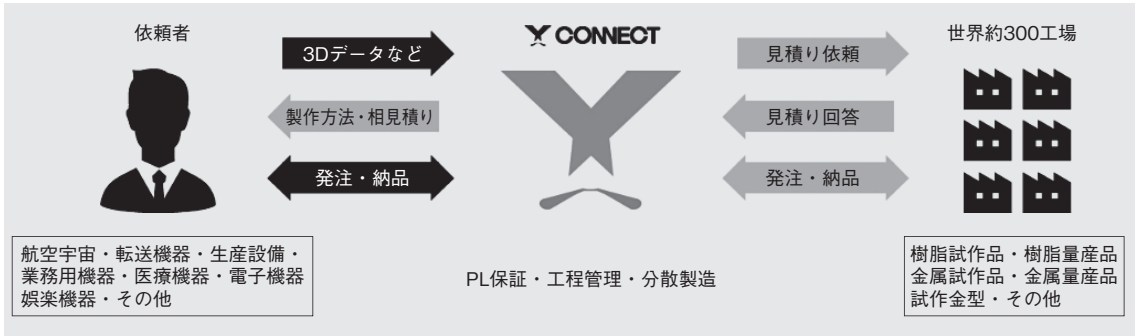 依頼者
3Dデータなど
製作方法・相見積り
発注・納品
航空宇宙・転送機器・生産設備・
業務用機器・医療機器・電子機器
娯楽機器・その他
Y CONNECT
PL保証・工程管理・分散製造
見積り依頼
見積り回答
発注・納品
世界約300工場
樹脂試作品・樹脂量産品
金属試作品・金属量産品
試作金型・その他